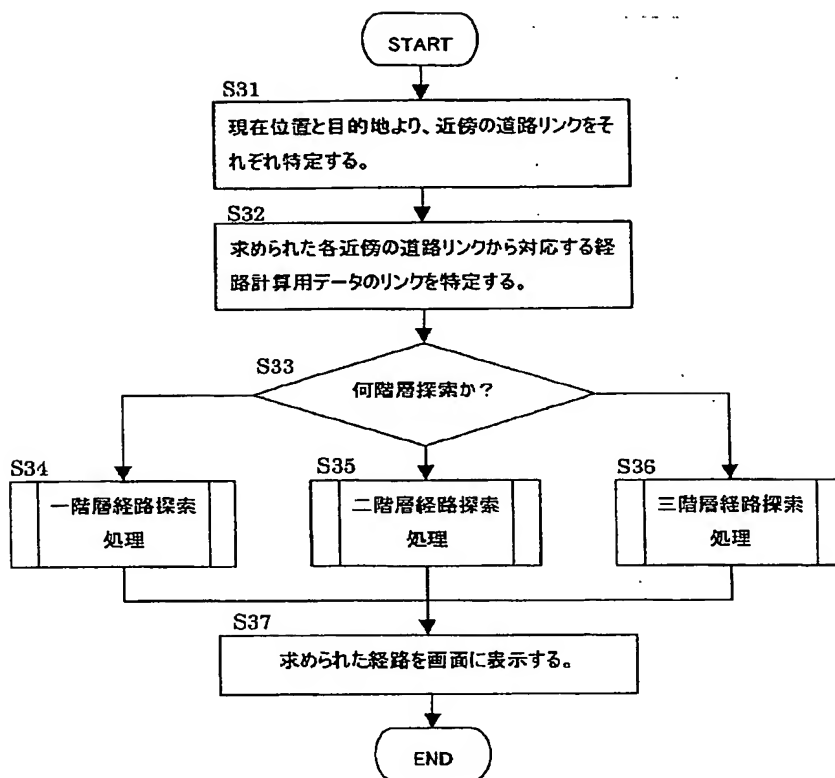 START
S31
現在位置と目的地より、近傍の道路リンクをそ
れぞれ特定する。
S32
求められた各近傍の道路リンクから対応する経
路計算用データのリンクを特定する。
S33
何階層探索か？
S34
一階層経路探索
処理
S35
二階層経路探索
処理
S36
三階層経路探索
処理
S37
求められた経路を画面に表示する。
END